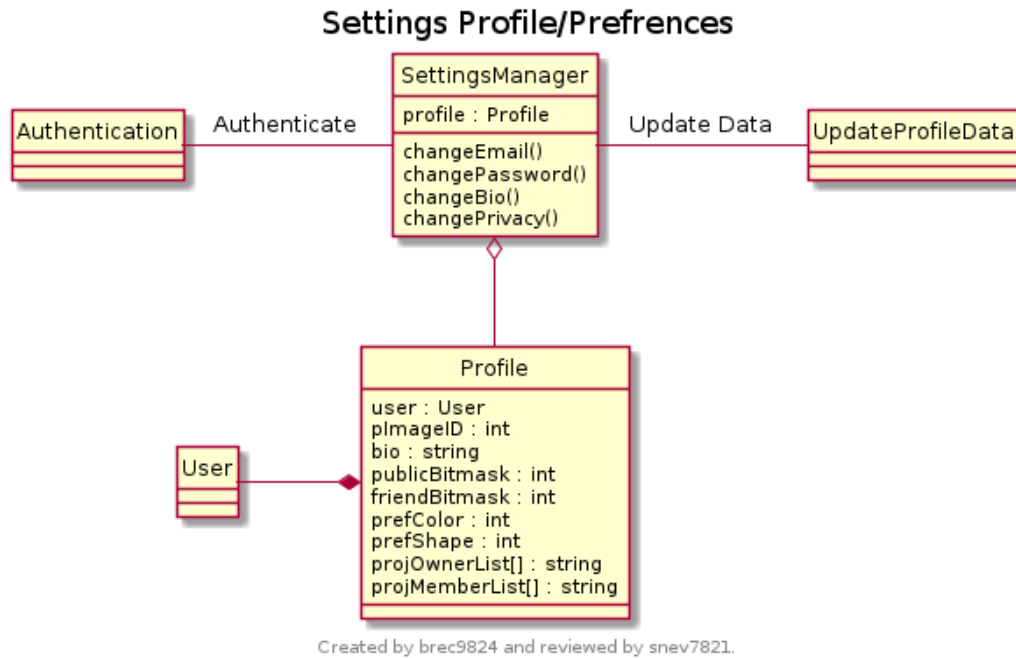 Settings Profile/Prefrences
SettingsManager
profile : Profile
changeEmail()
changePassword()
changeBio()
changePrivacy()
Authentication
Authenticate
Update Data
UpdateProfileData
Profile
user : User
pImageID : int
bio : string
publicBitmask : int
friendBitmask : int
prefColor : int
prefShape : int
projOwnerList[] : string
projMemberList[] : string
User
Created by brec9824 and reviewed by snev7821.